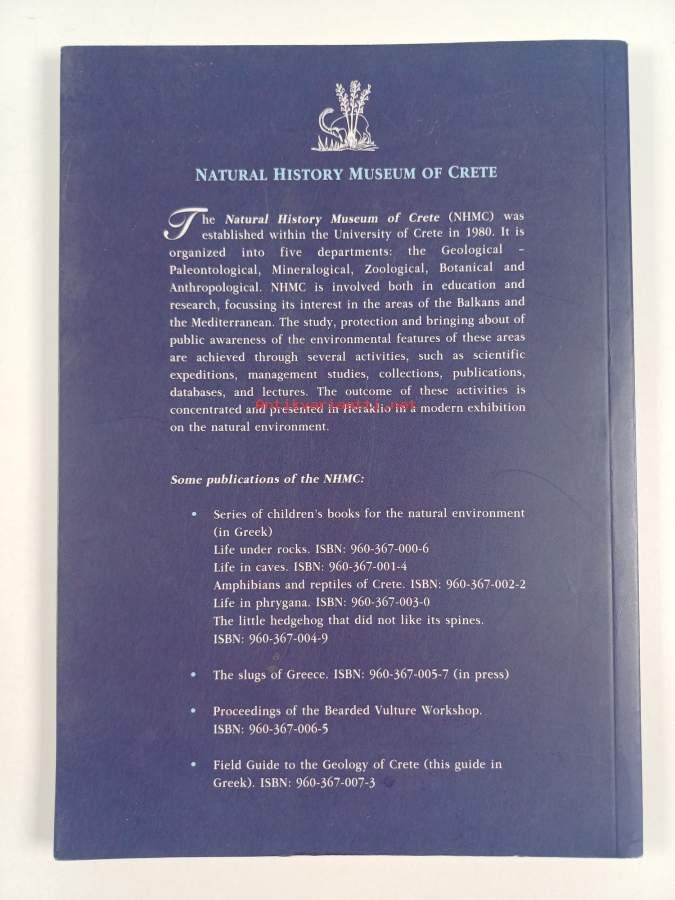 NATURAL HISTORY MUSEUM OF CRETE
The Natural History Museum of Crete (NHMC) was
established within the University of Crete in 1980. It is
organized into five departments: the Geological –
Paleontological, Mineralogical, Zoological, Botanical and
Anthropological. NHMC is involved both in education and
research, focussing its interest in the areas of the Balkans and
the Mediterranean. The study, protection and bringing about of
public awareness of the environmental features of these areas
are achieved through several activities, such as scientific
expeditions, management studies, collections, publications,
databases, and lectures. The outcome of these activities is
concentrated and presented in Heraklio in a modern exhibition
Antikvariaatti.net
on the natural environment.
Some publications of the NHMC:
• Series of children's books for the natural environment
(in Greek)
Life under rocks. ISBN: 960-367-000-6
Life in caves. ISBN: 960-367-001-4
Amphibians and reptiles of Crete. ISBN: 960-367-002-2
Life in phrygana. ISBN: 960-367-003-0
The little hedgehog that did not like its spines.
ISBN: 960-367-004-9
• The slugs of Greece. ISBN: 960-367-005-7 (in press)
• Proceedings of the Bearded Vulture Workshop.
ISBN: 960-367-006-5
• Field Guide to the Geology of Crete (this guide in
Greek). ISBN: 960-367-007-3